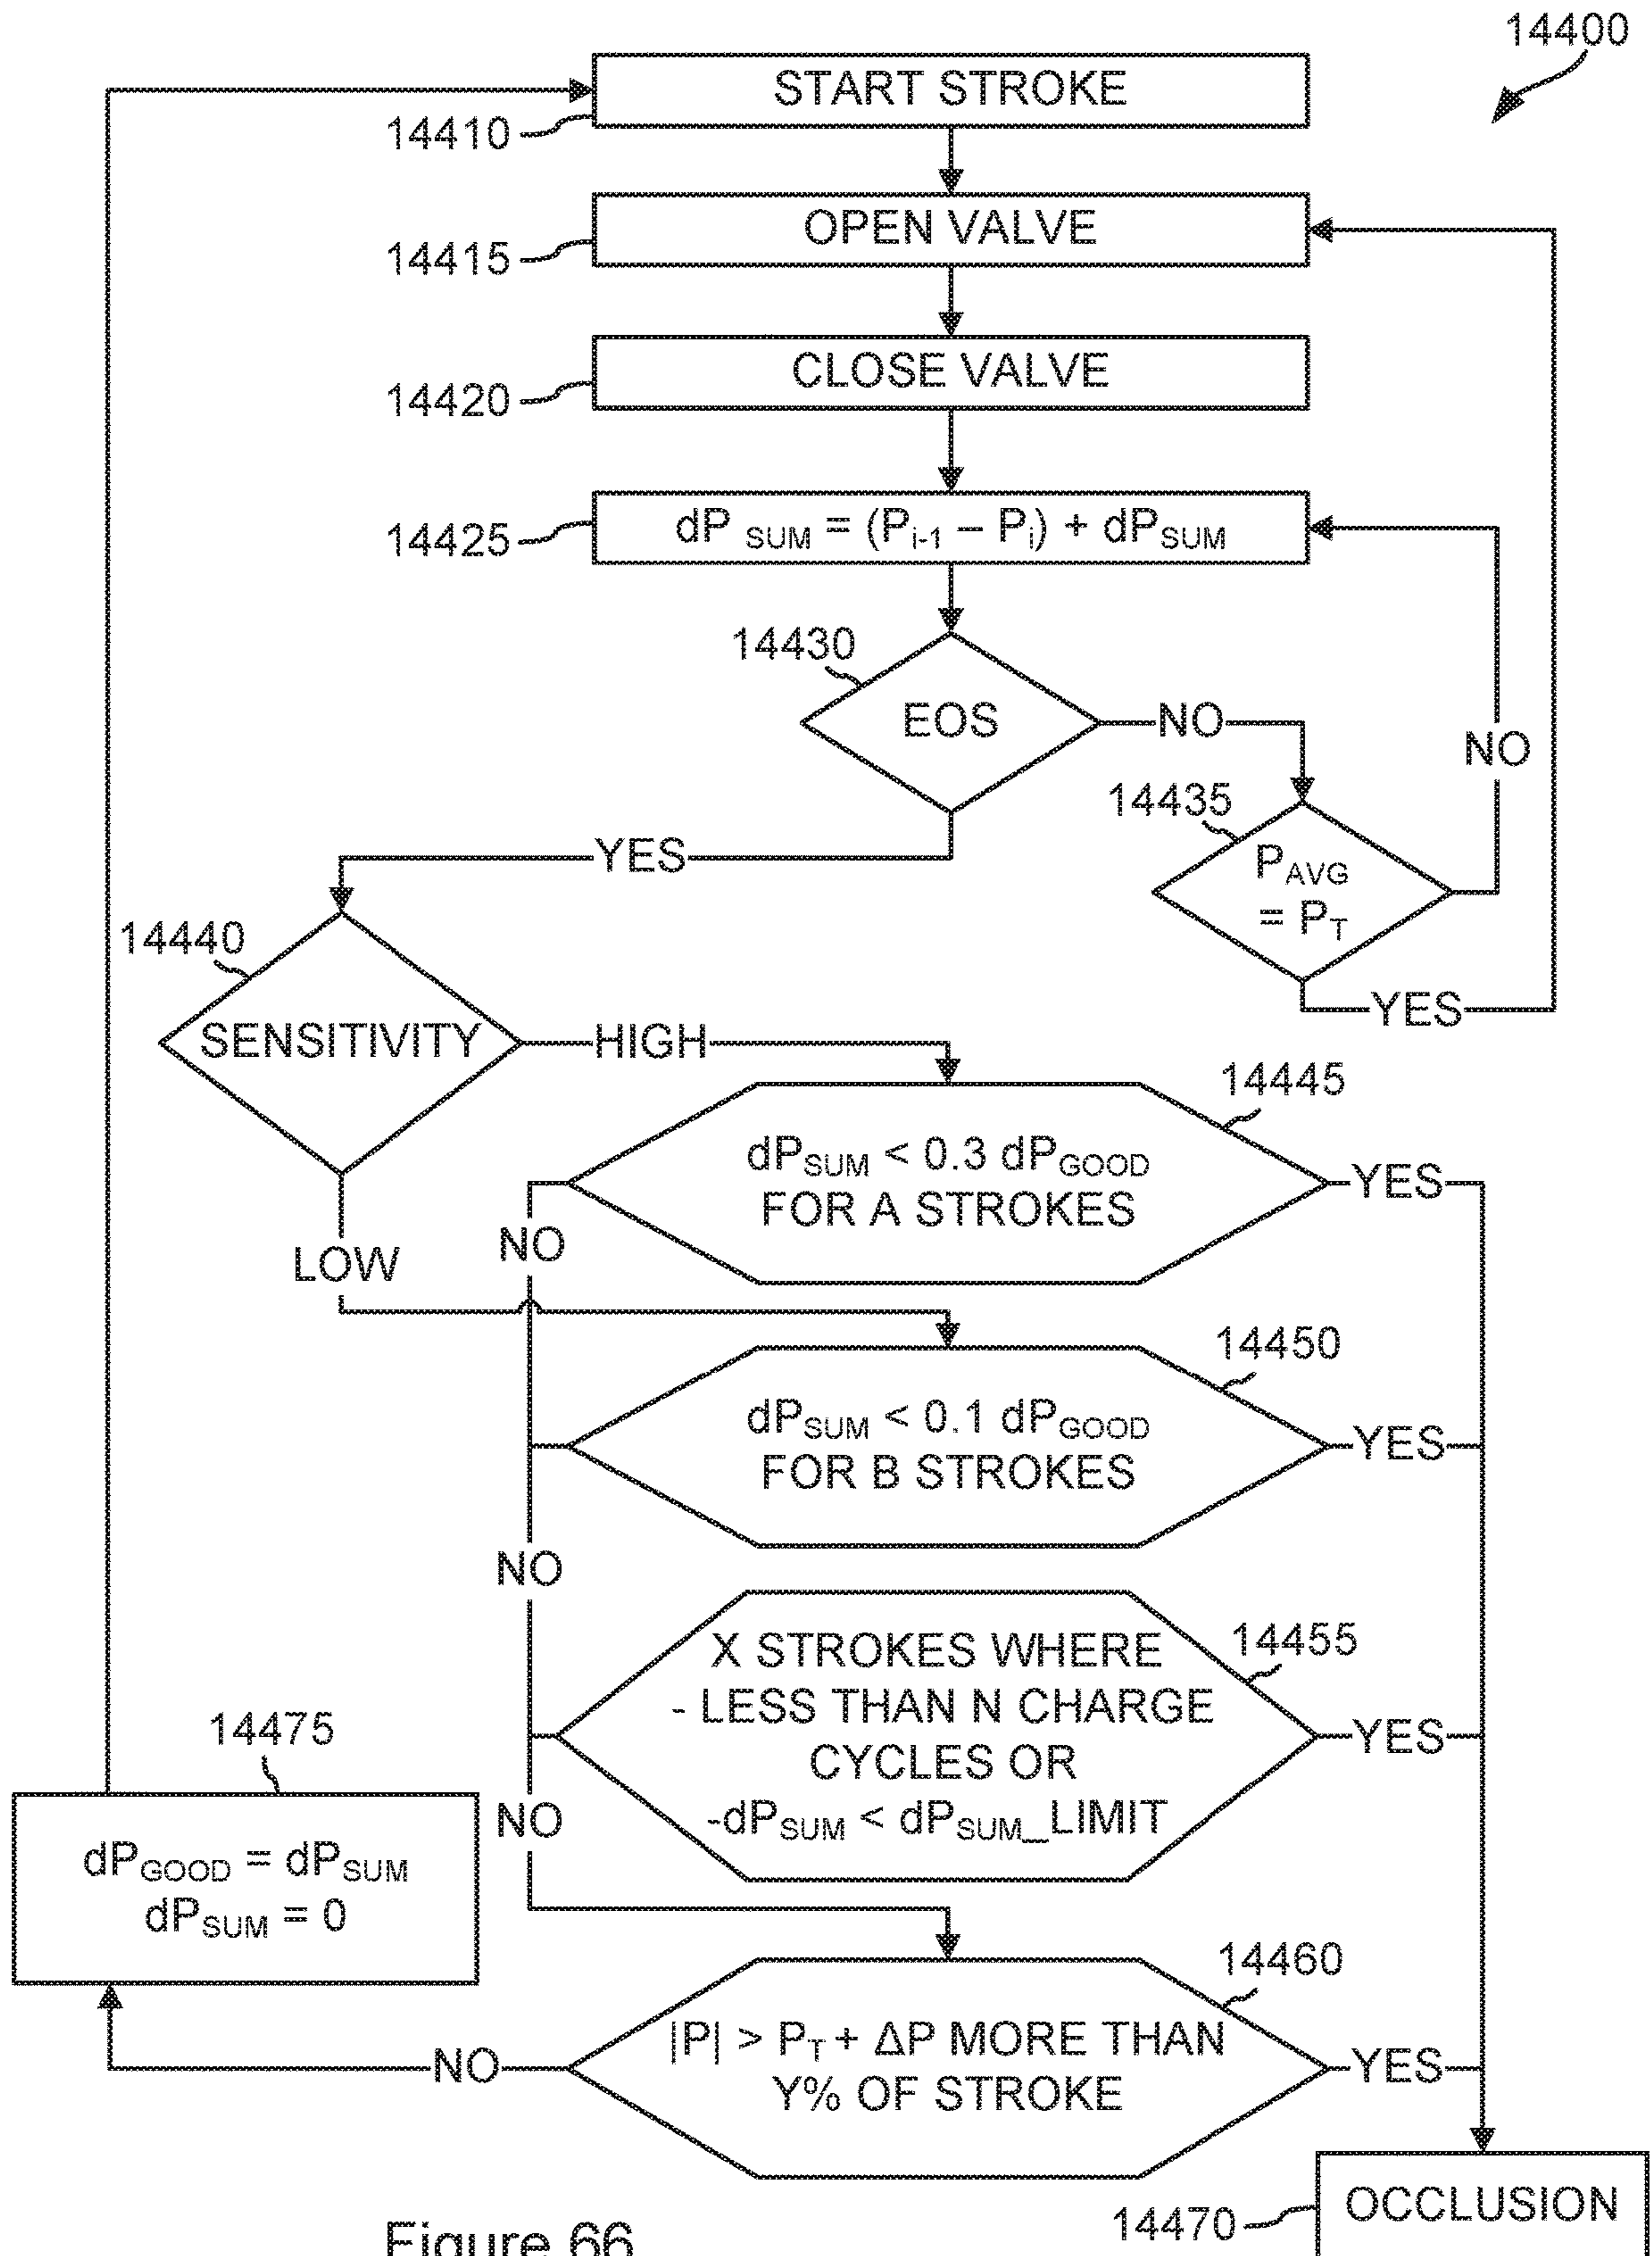 14400
START STROKE
14410
OPEN VALVE
14415
CLOSE VALVE
14420
dP SUM = (Pi-1 – Pi) + dPSUM
14425
14430
EOS
NO
NO
14435
PAVG
= PT
YES
YES
14440
SENSITIVITY
HIGH
LOW
14445
dPSUM < 0.3 dPGOOD
FOR A STROKES
YES
NO
14450
dPSUM < 0.1 dPGOOD
FOR B STROKES
YES
NO
14455
X STROKES WHERE
- LESS THAN N CHARGE
CYCLES OR
-dPSUM < dPSUM_LIMIT
YES
NO
14475
dPGOOD = dPSUM
dPSUM = 0
14460
|P| > PT + ΔP MORE THAN
Y% OF STROKE
YES
NO
OCCLUSION
14470
Figure 66